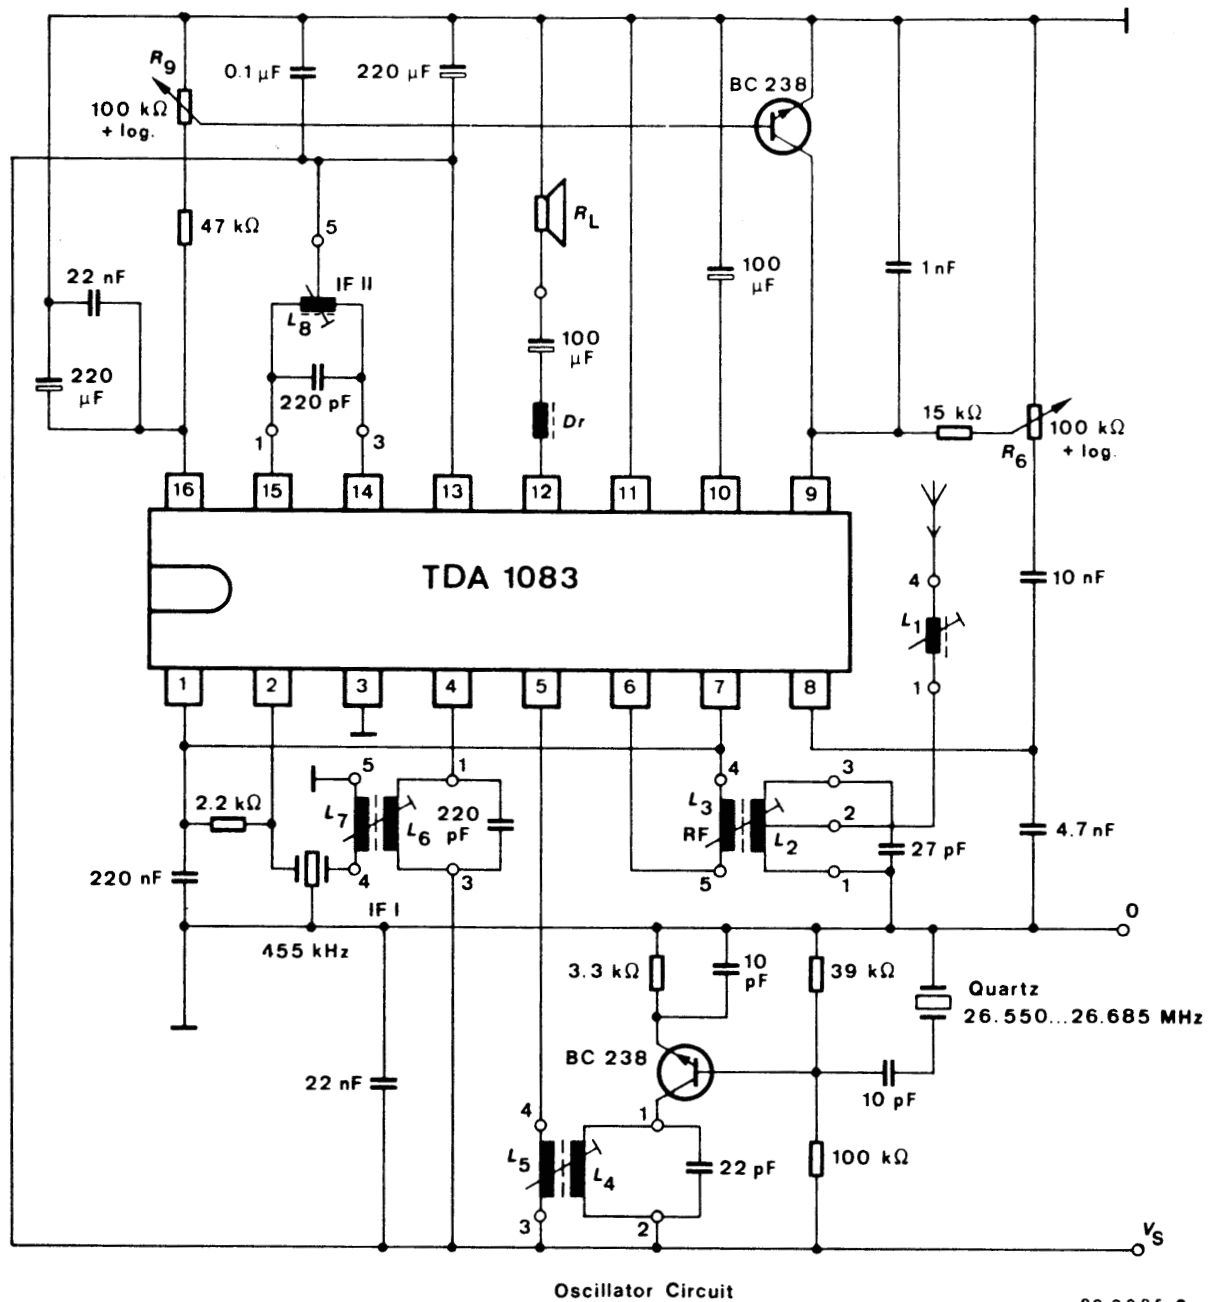 R9
100 kΩ
+ log.
0.1 µF
220 µF
BC 238
47 kΩ
5
RL
22 nF
IF II
L8
100
µF
1 nF
220
µF
100
µF
220 pF
Dr
15 kΩ
100 kΩ
+ log.
R6
1
3
16
15
14
13
12
11
10
9
TDA 1083
4
10 nF
L1
1
1
2
3
4
5
6
7
8
5
1
4
3
2.2 kΩ
L7
L6
220
pF
L3
RF
L2
2
27 pF
4.7 nF
220 nF
4
3
5
1
IF I
0
455 kHz
3.3 kΩ
10
pF
39 kΩ
Quartz
26.550...26.685 MHz
BC 238
22 nF
10 pF
4
1
L5
L4
22 pF
100 kΩ
3
2
VS
Oscillator Circuit